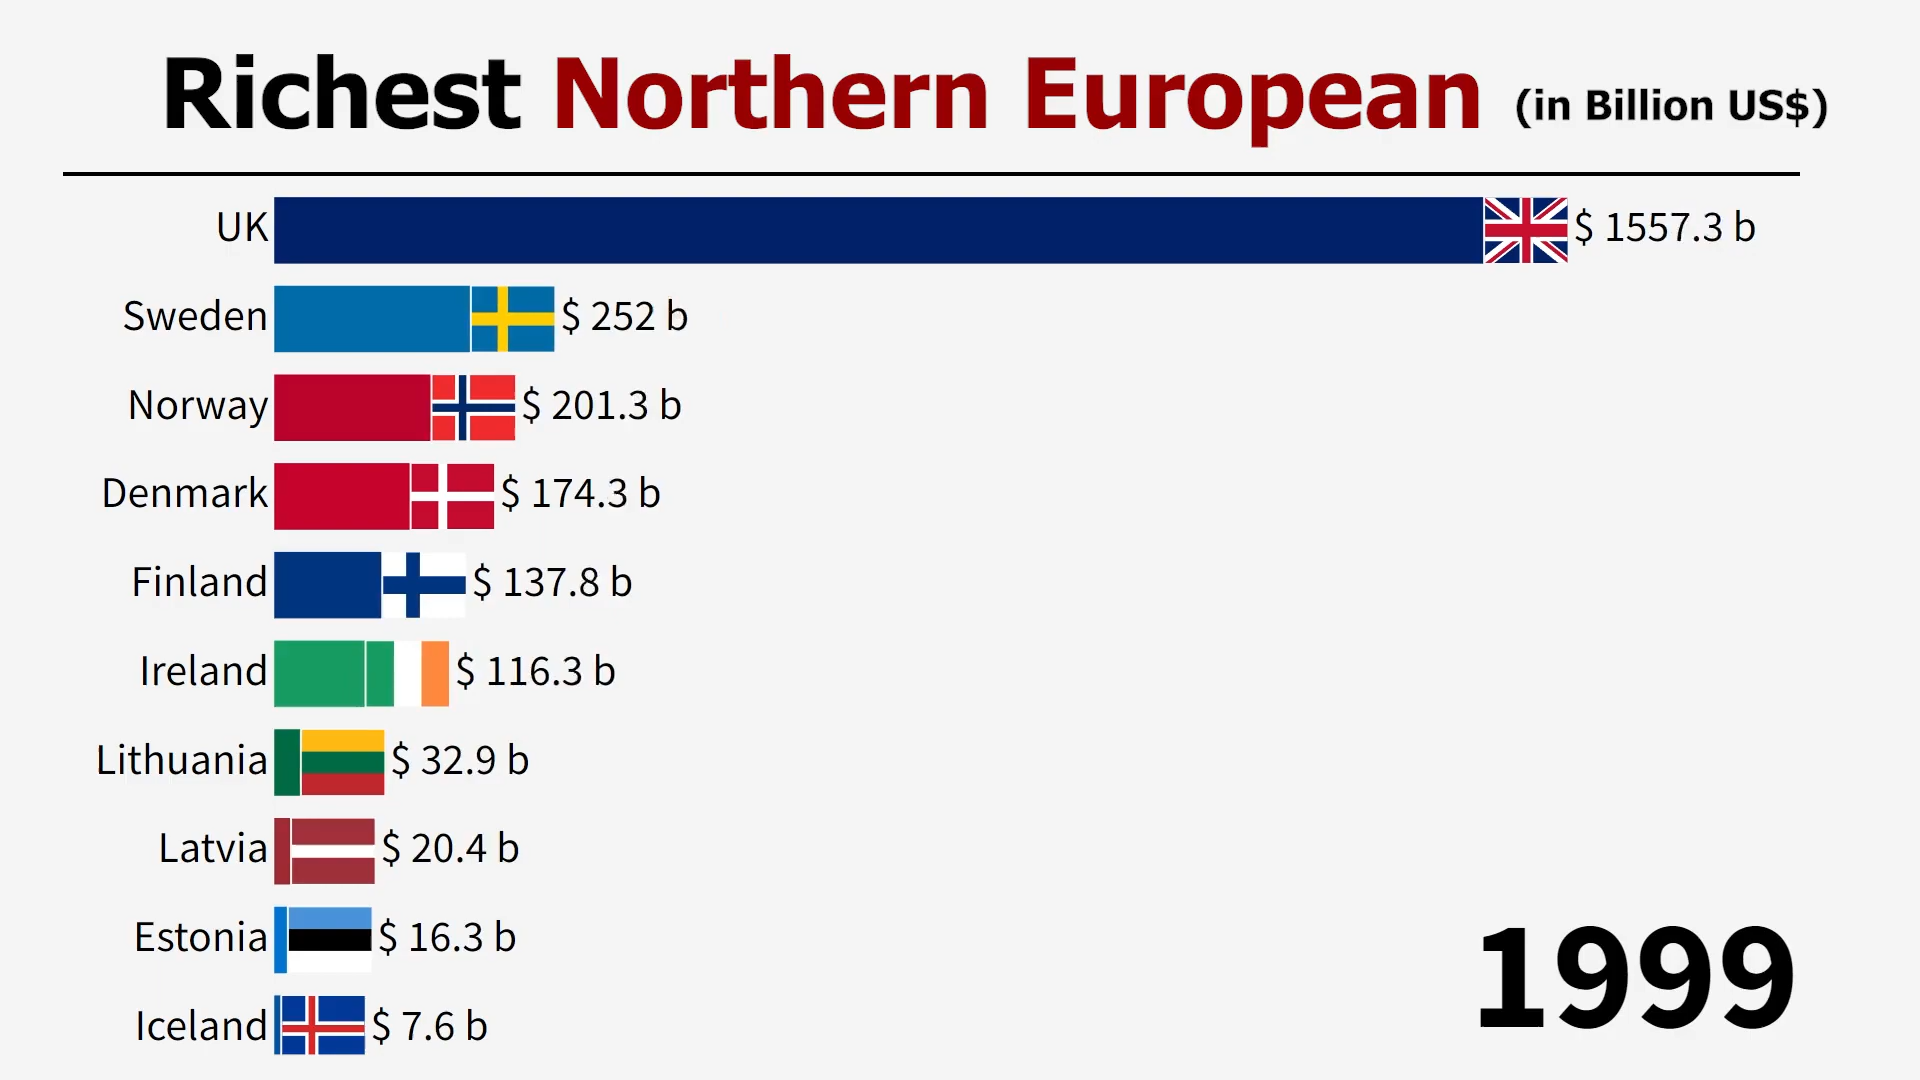 Richest Northern European (in Billion US$)
UK $ 1557.3 b
Sweden $ 252 b
Norway $ 201.3 b
Denmark $ 174.3 b
Finland $ 137.8 b
Ireland $ 116.3 b
Lithuania $ 32.9 b
Latvia $ 20.4 b
Estonia $ 16.3 b
Iceland $ 7.6 b
1999